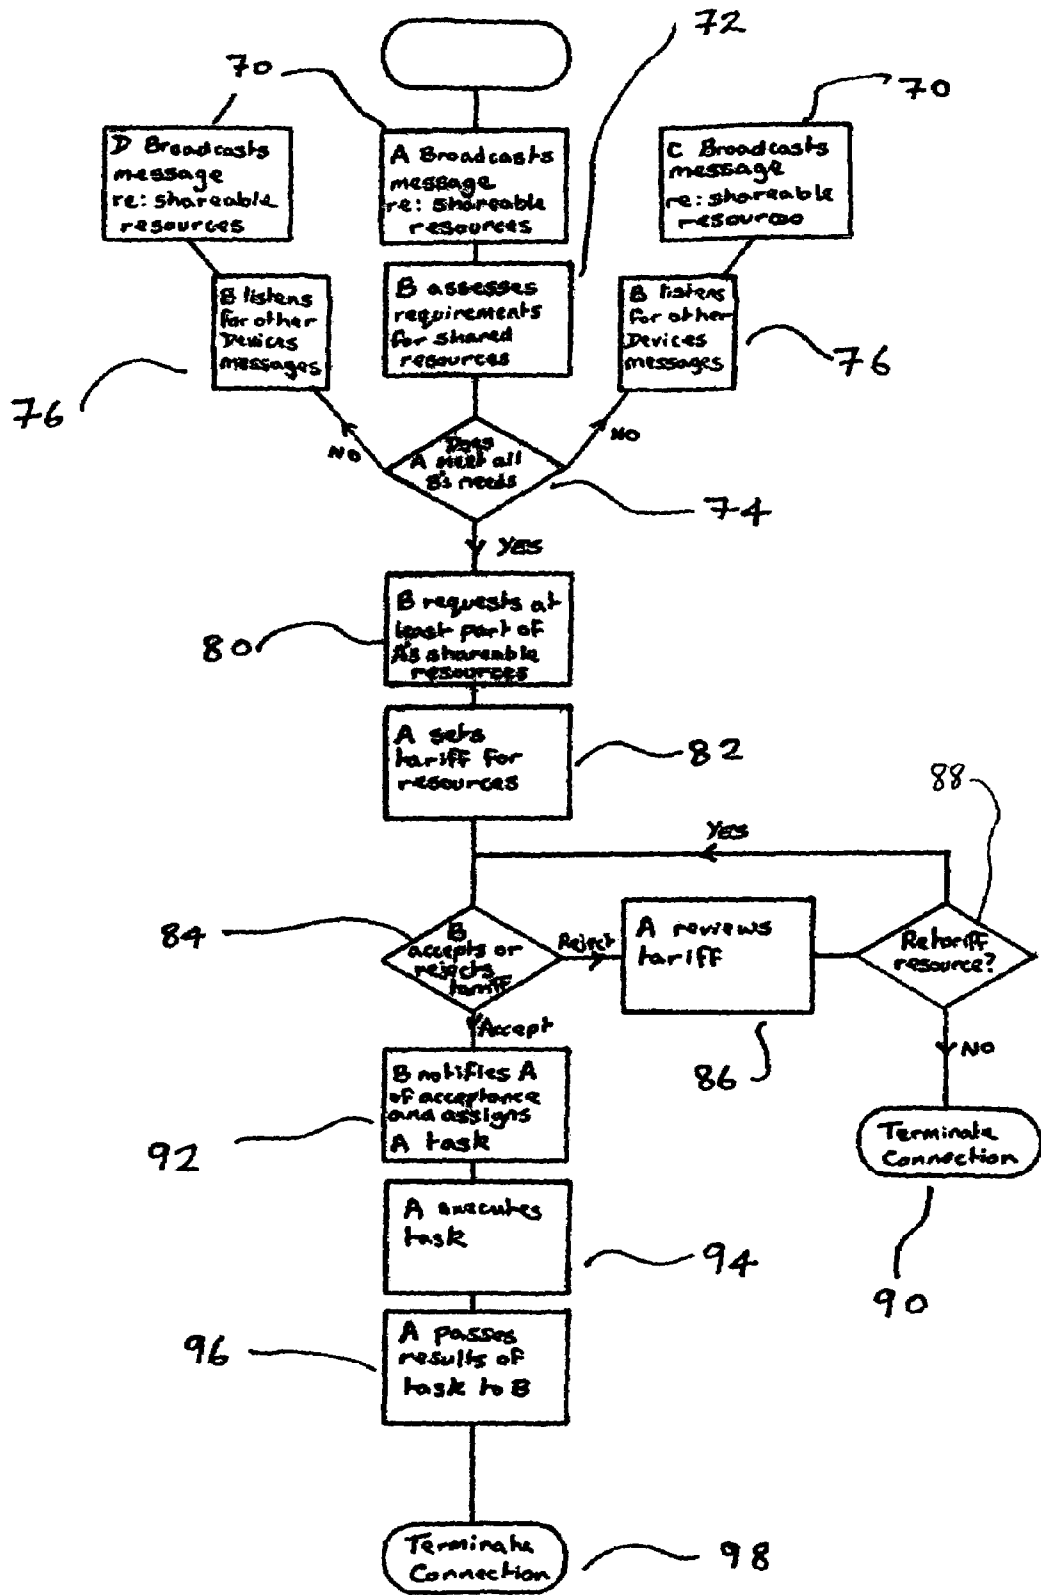 72
70
70
D Broadcasts
message
re: shareable
resources
A Broadcasts
message
re: shareable
resources
C Broadcasts
message
re: shareable
resources
B assesses
requirements
for shared
resources
B listens
for other
Devices
messages
B listens
for other
Devices
messages
76
76
NO
NO
Does
A meet all
B's needs
74
YES
B requests at
least part of
A's shareable
resources
80
A sets
tariff for
resources
82
88
YES
84
B
accepts or
rejects
tariff
Reject
A reviews
tariff
Retariff
resource?
Accept
NO
86
B notifies A
of acceptance
and assigns
A task
92
Terminate
Connection
A executes
task
94
90
96
A passes
results of
task to B
Terminate
Connection
98